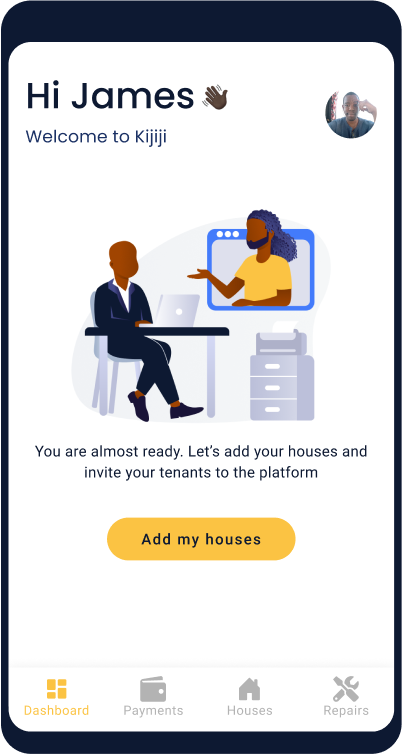 Hi James 👋🏿
Welcome to Kijiji
You are almost ready. Let’s add your houses and
invite your tenants to the platform
Add my houses
Dashboard
Payments
Houses
Repairs